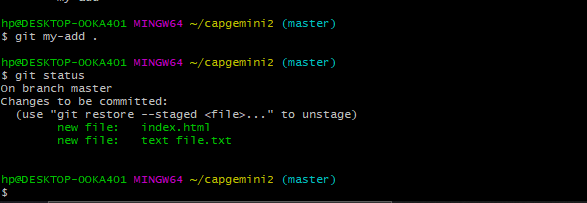 hp@DESKTOP-OOKA401 MINGW64 ~/capgemini2 (master)
$ git my-add .
hp@DESKTOP-OOKA401 MINGW64 ~/capgemini2 (master)
$ git status
On branch master
Changes to be committed:
  (use "git restore --staged <file>..." to unstage)
        new file:   index.html
        new file:   text file.txt
hp@DESKTOP-OOKA401 MINGW64 ~/capgemini2 (master)
$